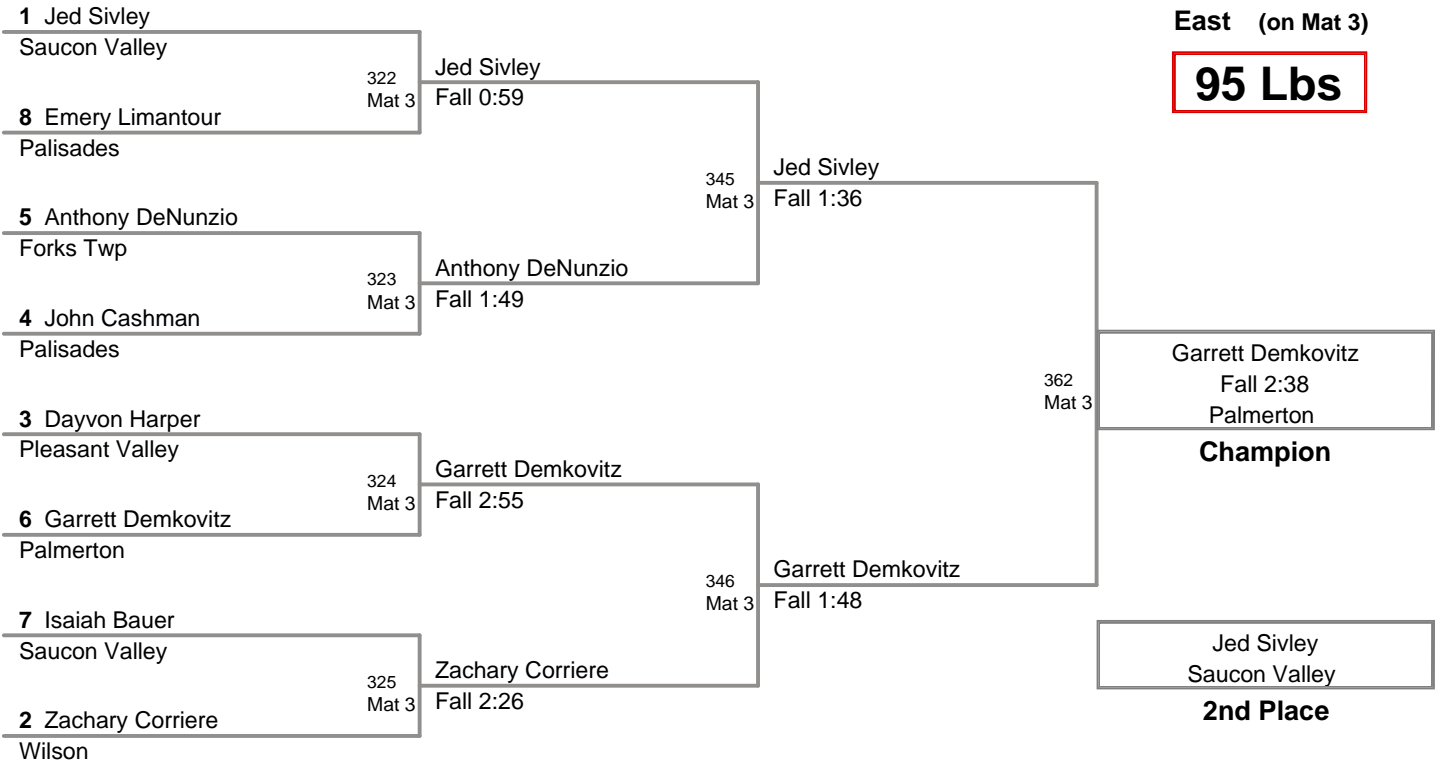 1 Jed Sivley
Saucon Valley
8 Emery Limantour
Palisades
5 Anthony DeNunzio
Forks Twp
4 John Cashman
Palisades
3 Dayvon Harper
Pleasant Valley
6 Garrett Demkovitz
Palmerton
7 Isaiah Bauer
Saucon Valley
2 Zachary Corriere
Wilson
322
Mat 3
Jed Sivley
Fall 0:59
323
Mat 3
Anthony DeNunzio
Fall 1:49
324
Mat 3
Garrett Demkovitz
Fall 2:55
325
Mat 3
Zachary Corriere
Fall 2:26
345
Mat 3
Jed Sivley
Fall 1:36
346
Mat 3
Garrett Demkovitz
Fall 1:48
East (on Mat 3)
95 Lbs
362
Mat 3
Garrett Demkovitz
Fall 2:38
Palmerton
Champion
Jed Sivley
Saucon Valley
2nd Place